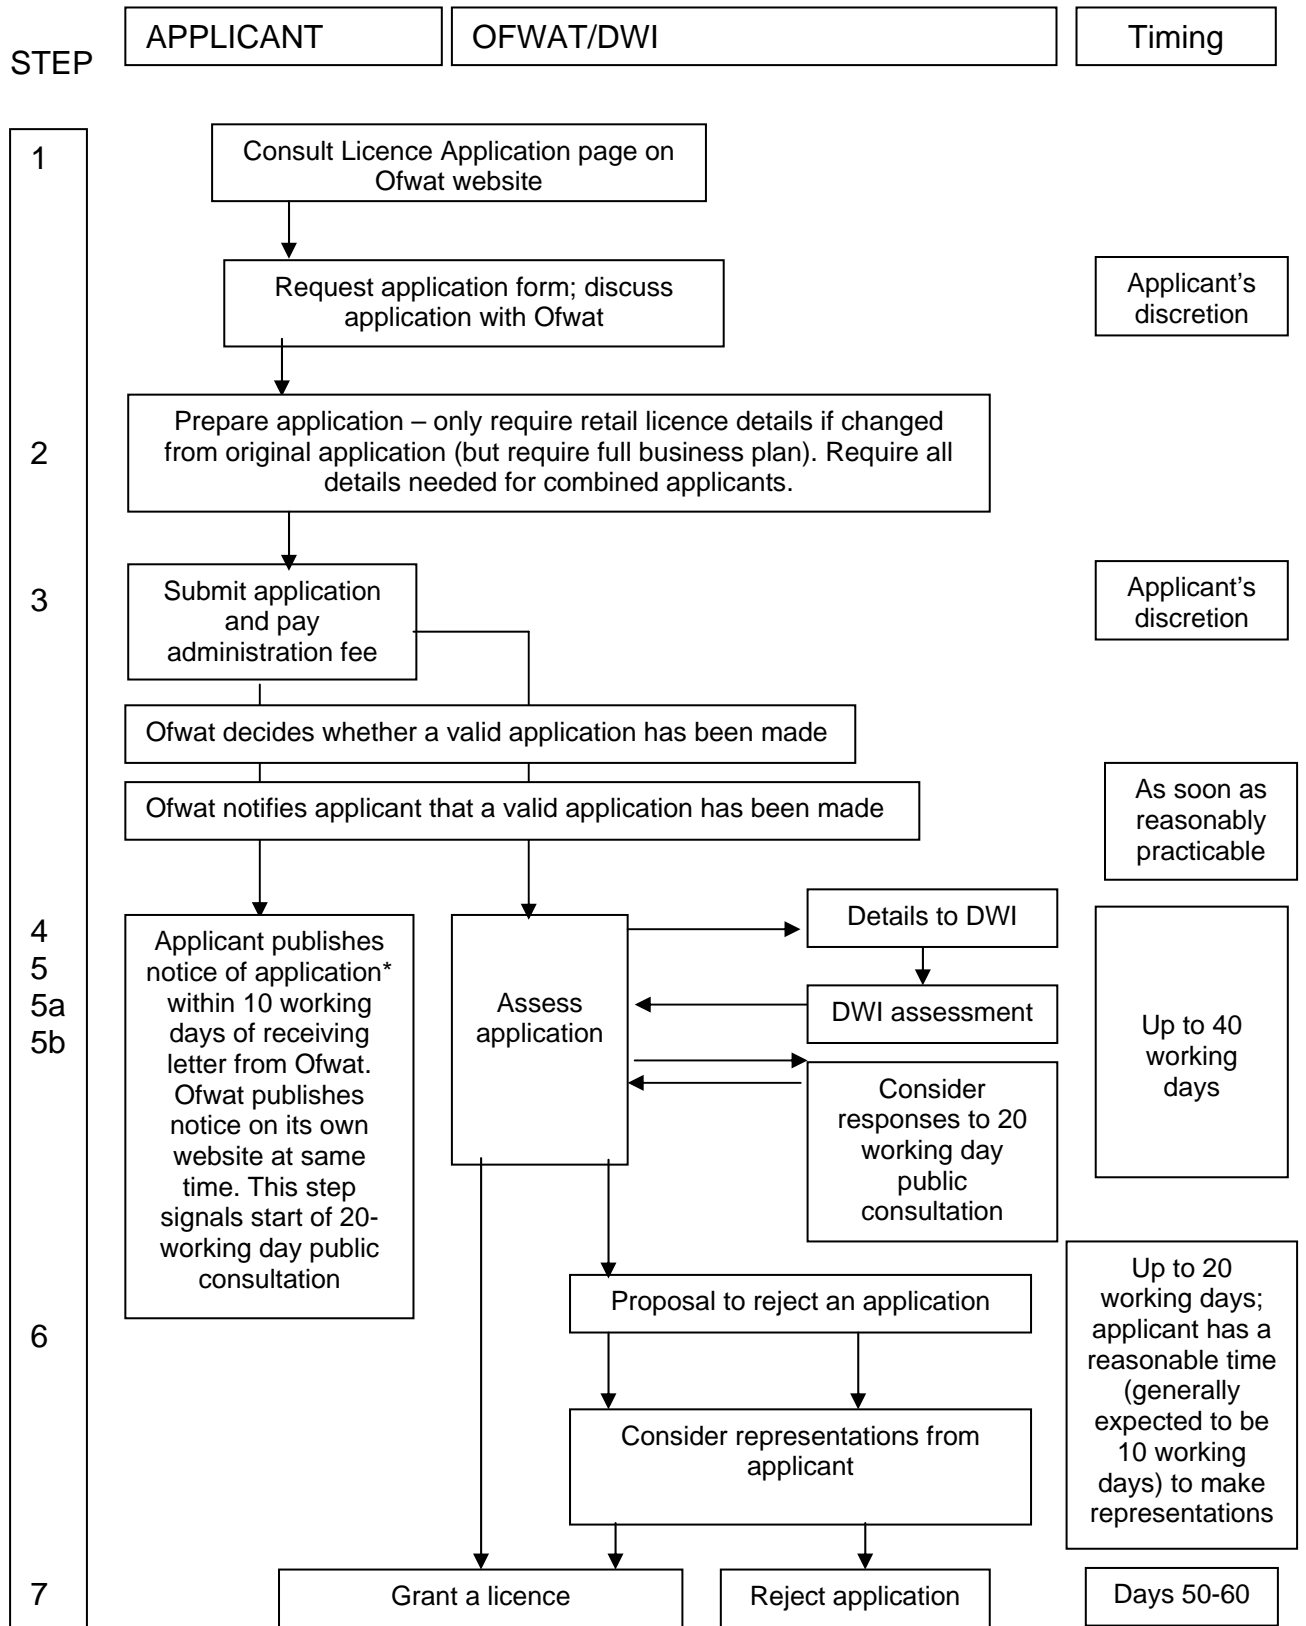 STEP
APPLICANT
OFWAT/DWI
Timing
1
Consult Licence Application page on
Ofwat website
Request application form; discuss
application with Ofwat
Applicant's
discretion
2
Prepare application – only require retail licence details if changed
from original application (but require full business plan). Require all
details needed for combined applicants.
3
Submit application
and pay
administration fee
Applicant's
discretion
Ofwat decides whether a valid application has been made
Ofwat notifies applicant that a valid application has been made
As soon as
reasonably
practicable
4
5
5a
5b
Applicant publishes
notice of application*
within 10 working
days of receiving
letter from Ofwat.
Ofwat publishes
notice on its own
website at same
time. This step
signals start of 20-
working day public
consultation
Assess
application
Details to DWI
DWI assessment
Consider
responses to 20
working day
public
consultation
Up to 40
working
days
6
Proposal to reject an application
Consider representations from
applicant
Up to 20
working days;
applicant has a
reasonable time
(generally
expected to be
10 working
days) to make
representations
7
Grant a licence
Reject application
Days 50-60